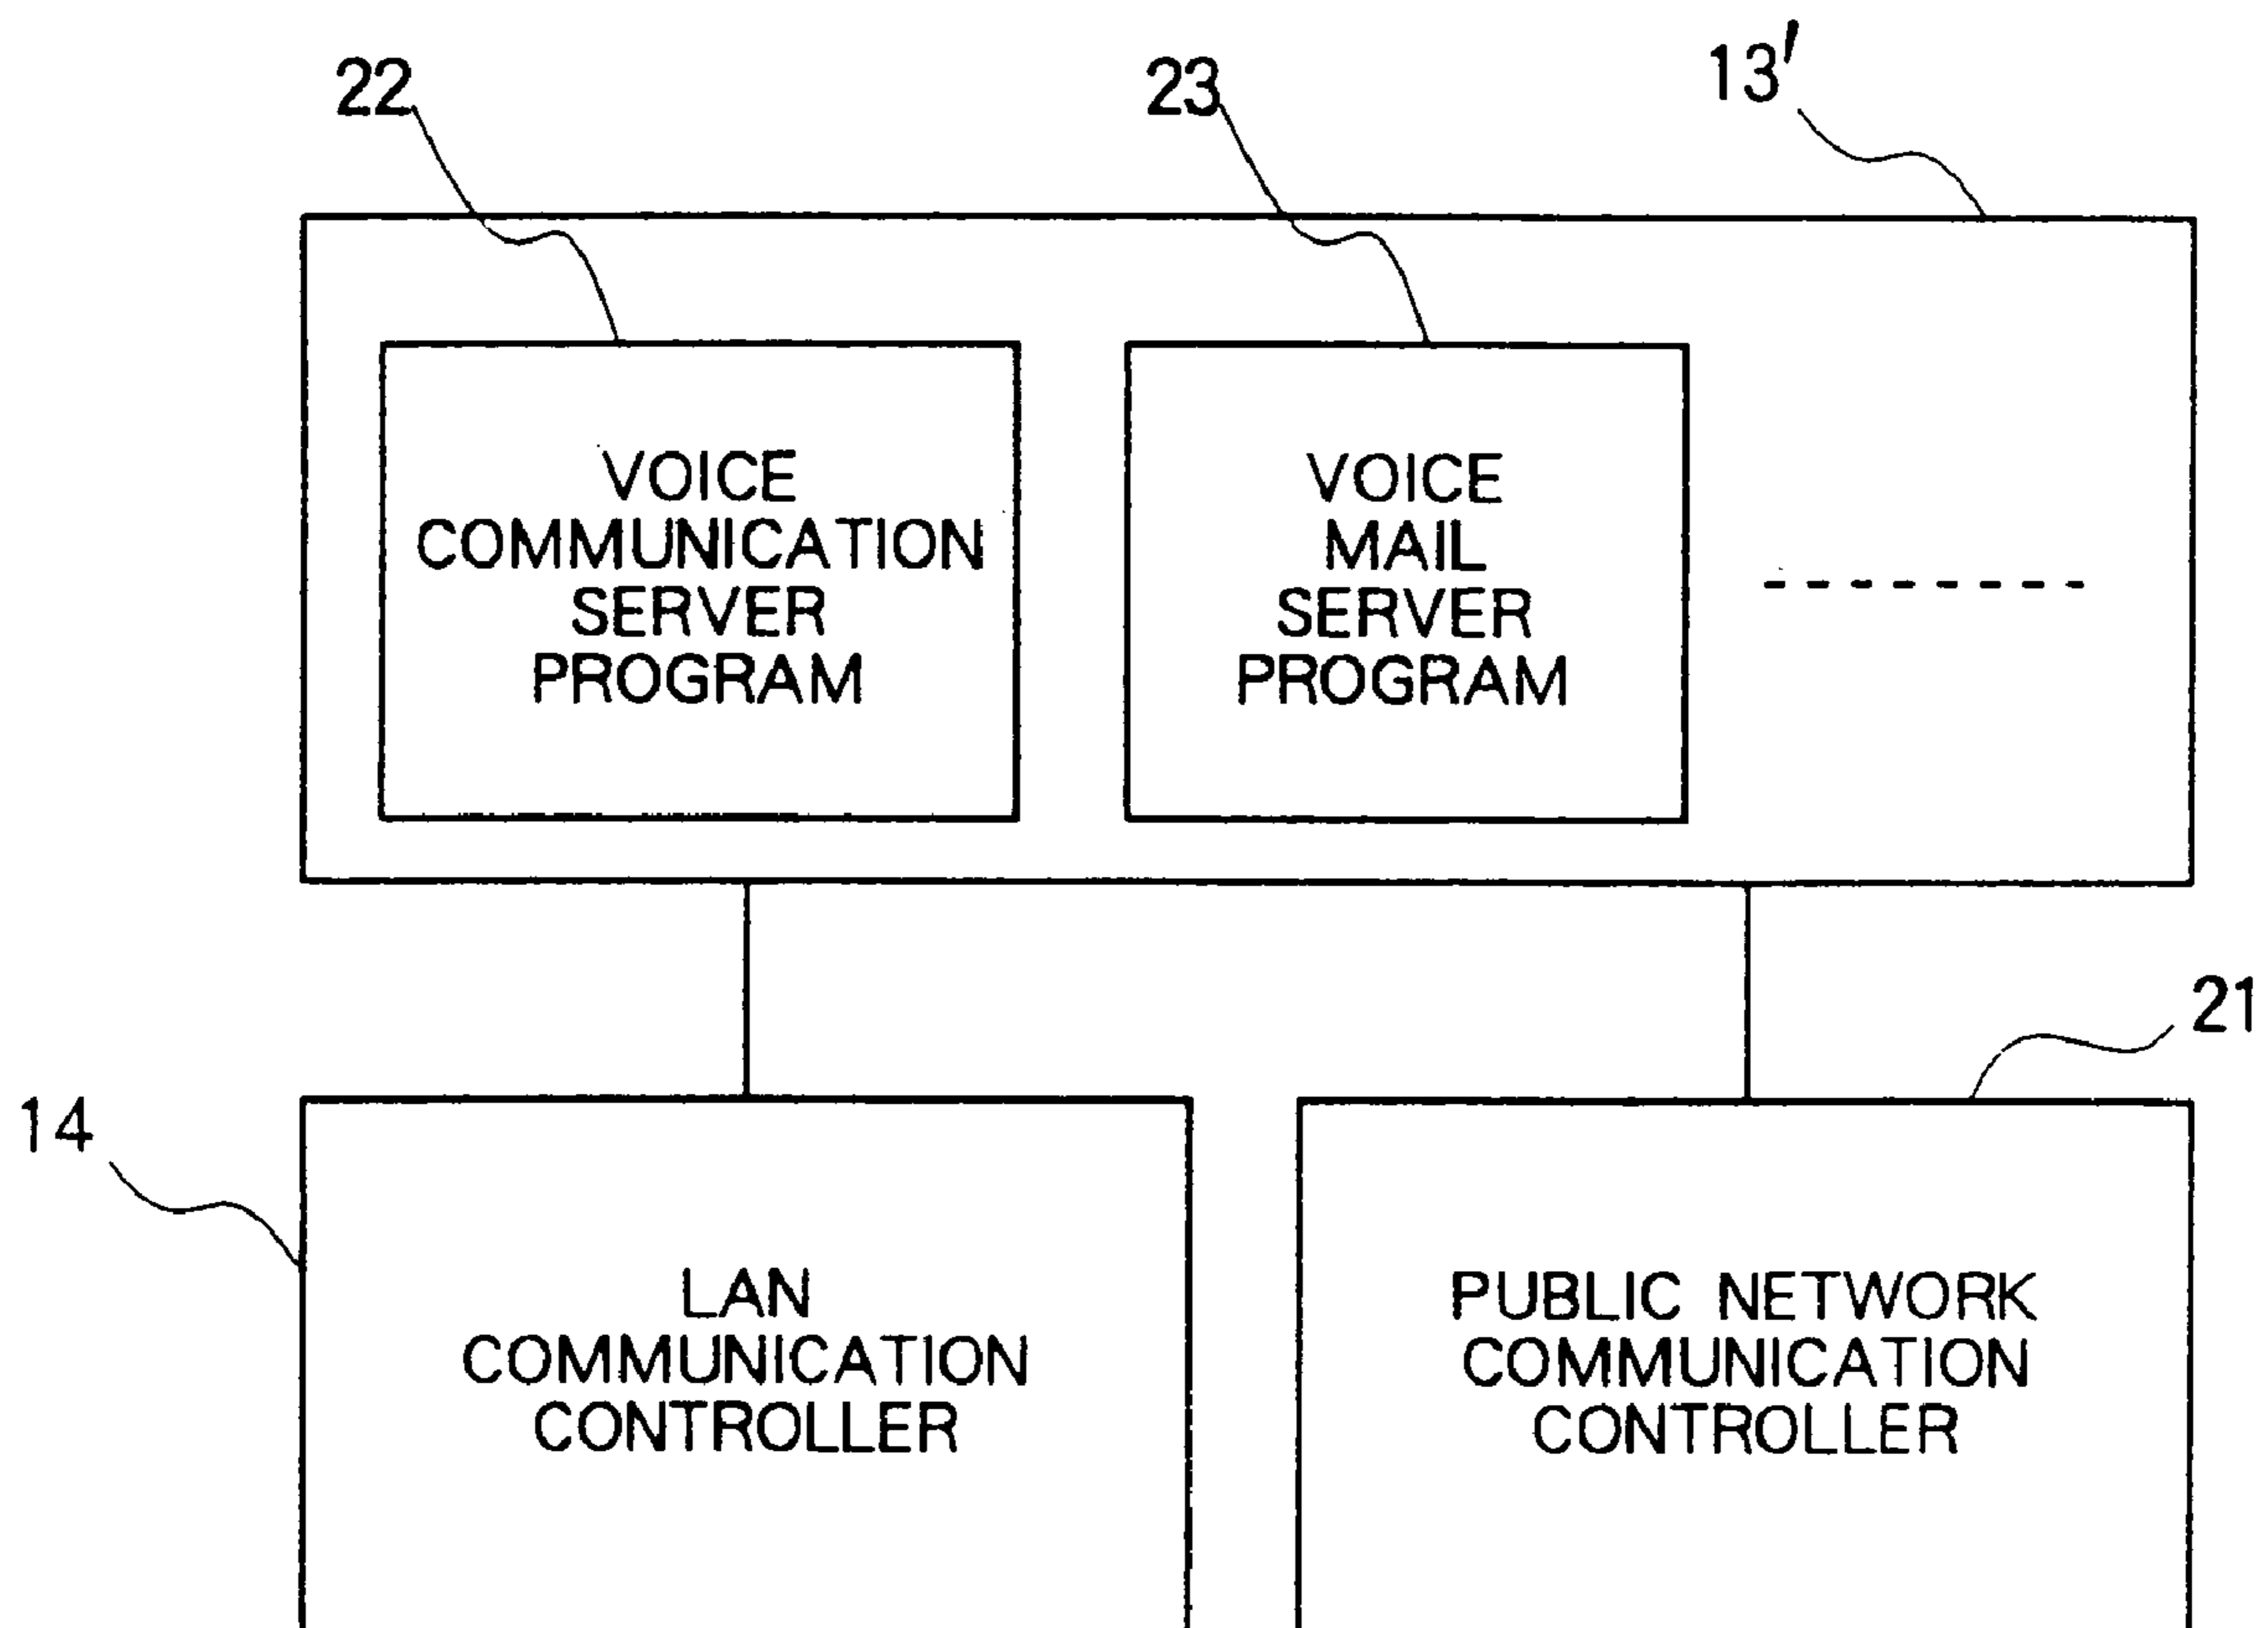 22
23
13'
VOICE
COMMUNICATION
SERVER
PROGRAM
VOICE
MAIL
SERVER
PROGRAM
21
14
LAN
COMMUNICATION
CONTROLLER
PUBLIC NETWORK
COMMUNICATION
CONTROLLER